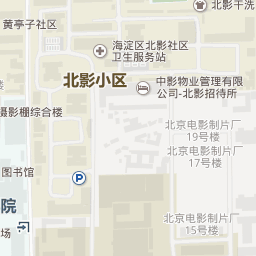 北影干洗
黄亭子社区
海淀区北影社区
卫生服务站
北影小区
中影物业管理有限
公司-北影招待所
摄影棚综合楼
北京电影制片厂
19号楼
北京电影制片厂
17号楼
图书馆
P
院
场
北京电影制片厂
15号楼